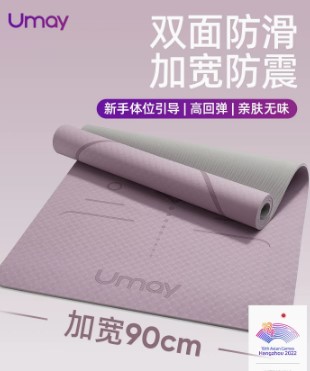 Umay
双面防滑
加宽防震
新手体位引导 | 高回弹 | 亲肤无味
Umay
加宽90cm
19th Asian Games
Hangzhou 2022